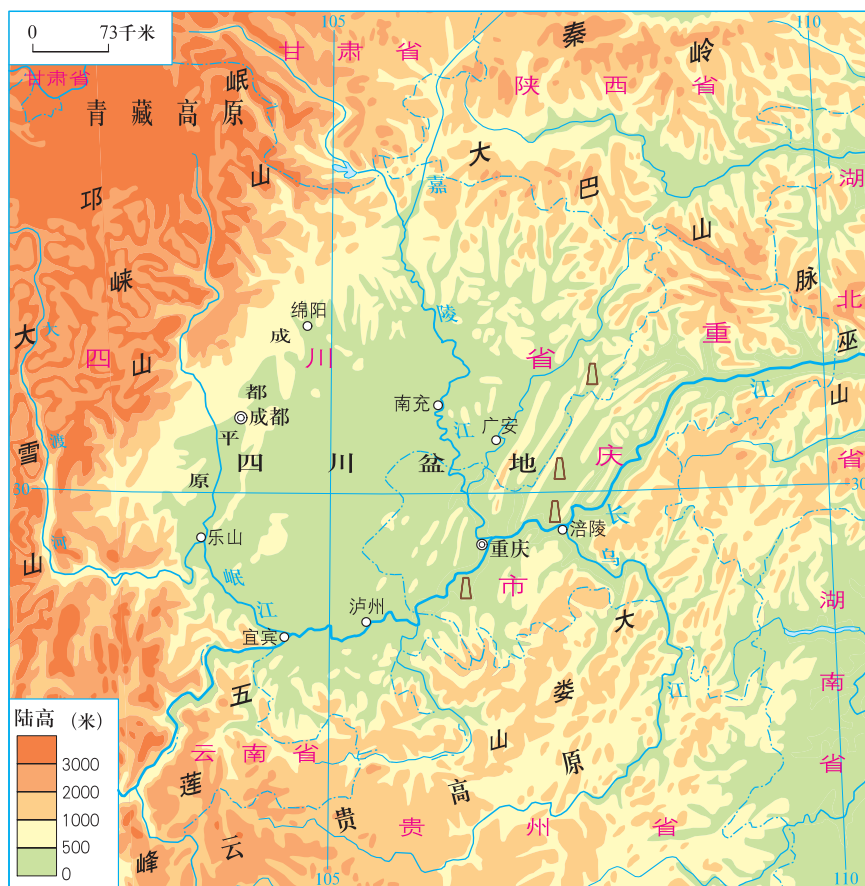 0 73千米
105
110
甘肃省
甘肃省
陕西省
秦岭
青藏高原
岷山
邛崃山
大巴山脉
湖北省
巫山
大雪山
大渡河
四川省
重庆市
嘉陵江
绵阳
成都平原
成都
南充
广安
四川盆地
30
30
乐山
岷江
重庆
涪陵
长江
乌江
泸州
宜宾
大娄山
湖南省
五莲峰
云南省
云贵高原
贵州省
陆高(米)
3000
2000
1000
500
0
105
110